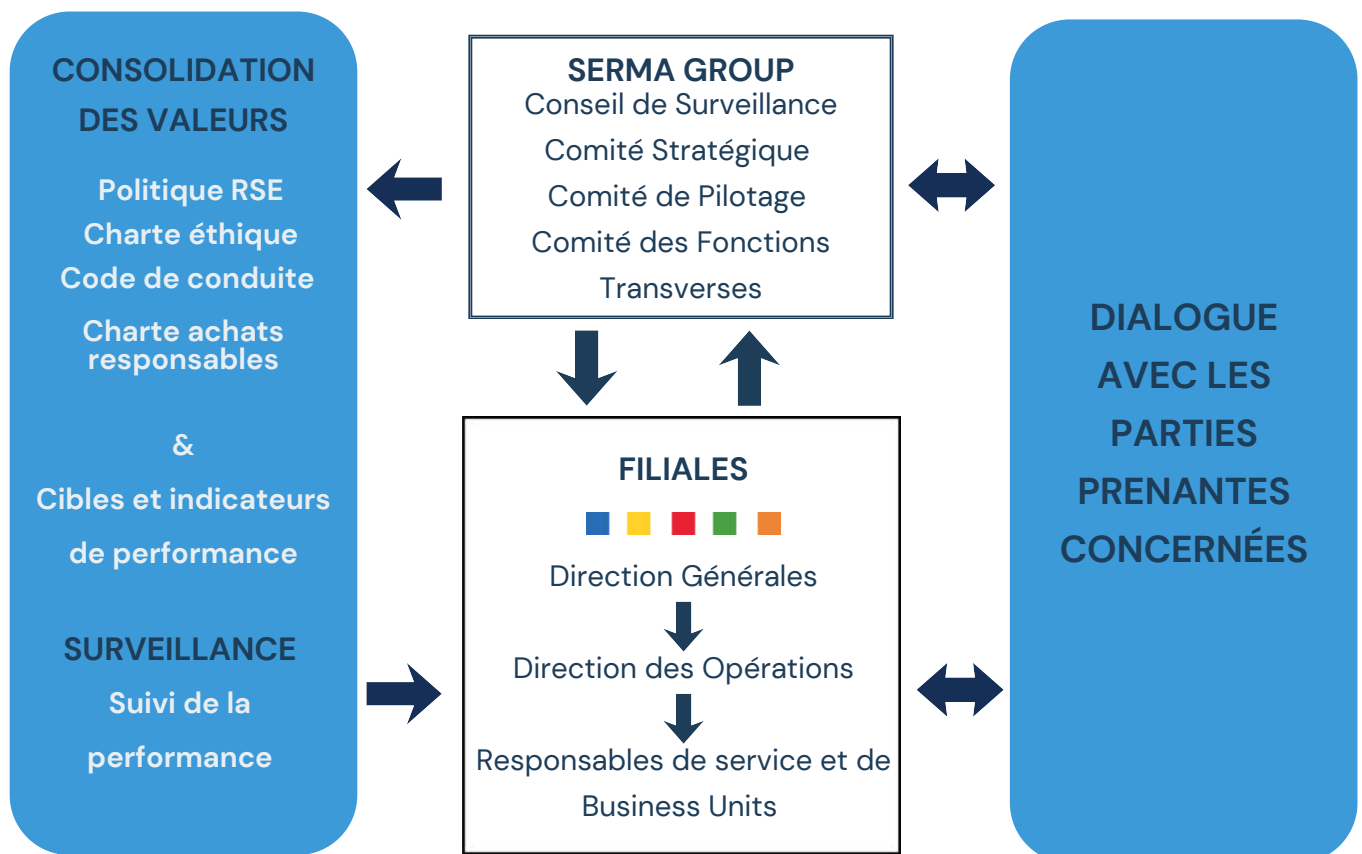 CONSOLIDATION
DES VALEURS
Politique RSE
Charte éthique
Code de conduite
Charte achats
responsables
&
Cibles et indicateurs
de performance
SURVEILLANCE
Suivi de la
performance
SERMA GROUP
Conseil de Surveillance
Comité Stratégique
Comité de Pilotage
Comité des Fonctions
Transverses
FILIALES
Direction Générales
Direction des Opérations
Responsables de service et de
Business Units
DIALOGUE
AVEC LES
PARTIES
PRENANTES
CONCERNÉES